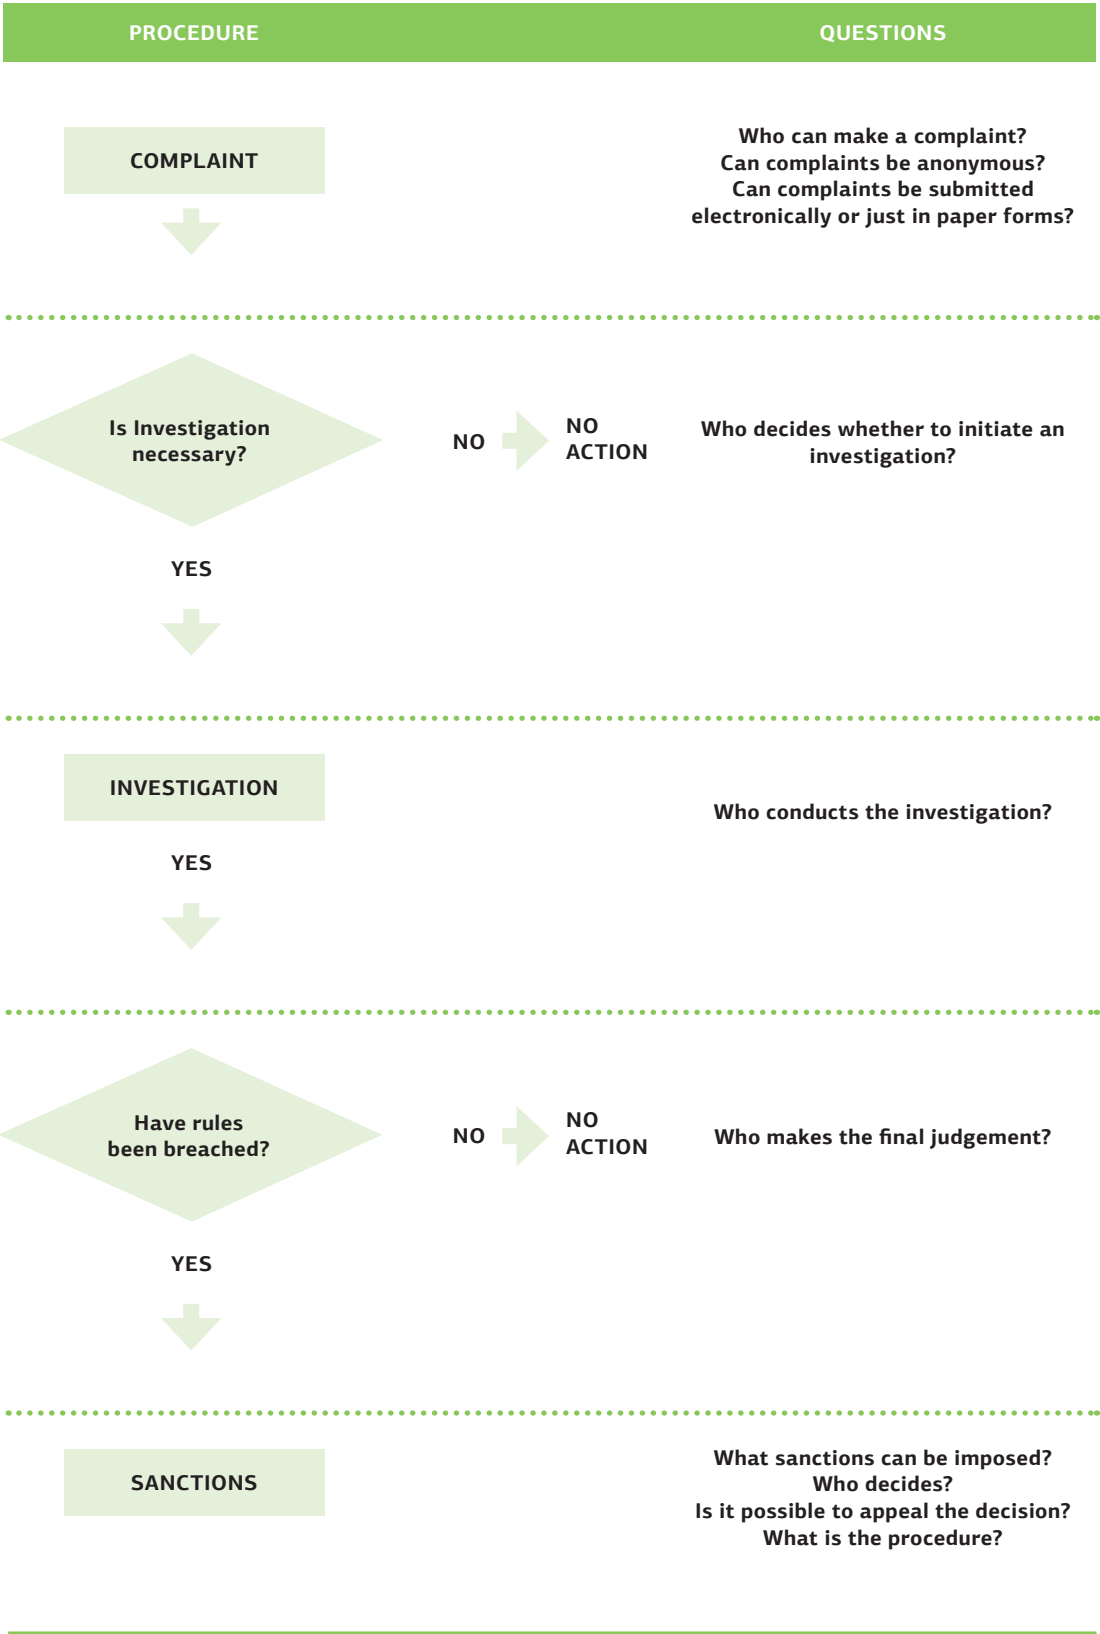 PROCEDURE
QUESTIONS
COMPLAINT
Who can make a complaint?
Can complaints be anonymous?
Can complaints be submitted
electronically or just in paper forms?
Is Investigation
necessary?
NO
NO
ACTION
Who decides whether to initiate an
investigation?
YES
INVESTIGATION
Who conducts the investigation?
YES
Have rules
been breached?
NO
NO
ACTION
Who makes the final judgement?
YES
SANCTIONS
What sanctions can be imposed?
Who decides?
Is it possible to appeal the decision?
What is the procedure?